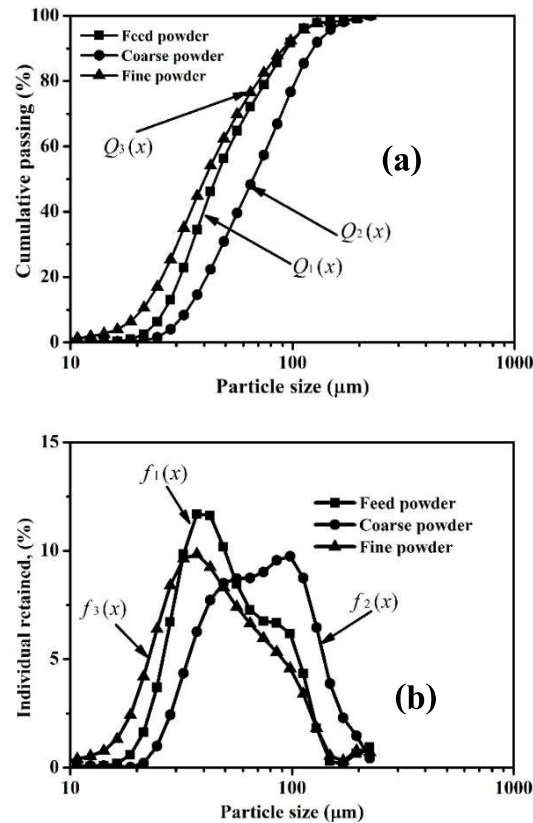 100
80
60
40
20
0
Cumulative passing (%)
Feed powder
Coarse powder
Fine powder
Q3(x)
(a)
Q2(x)
Q1(x)
10
100
1000
Particle size (μm)
15
10
5
0
Individual retained, (%)
f1(x)
Feed powder
Coarse powder
Fine powder
f3(x)
f2(x)
(b)
10
100
1000
Particle size (μm)